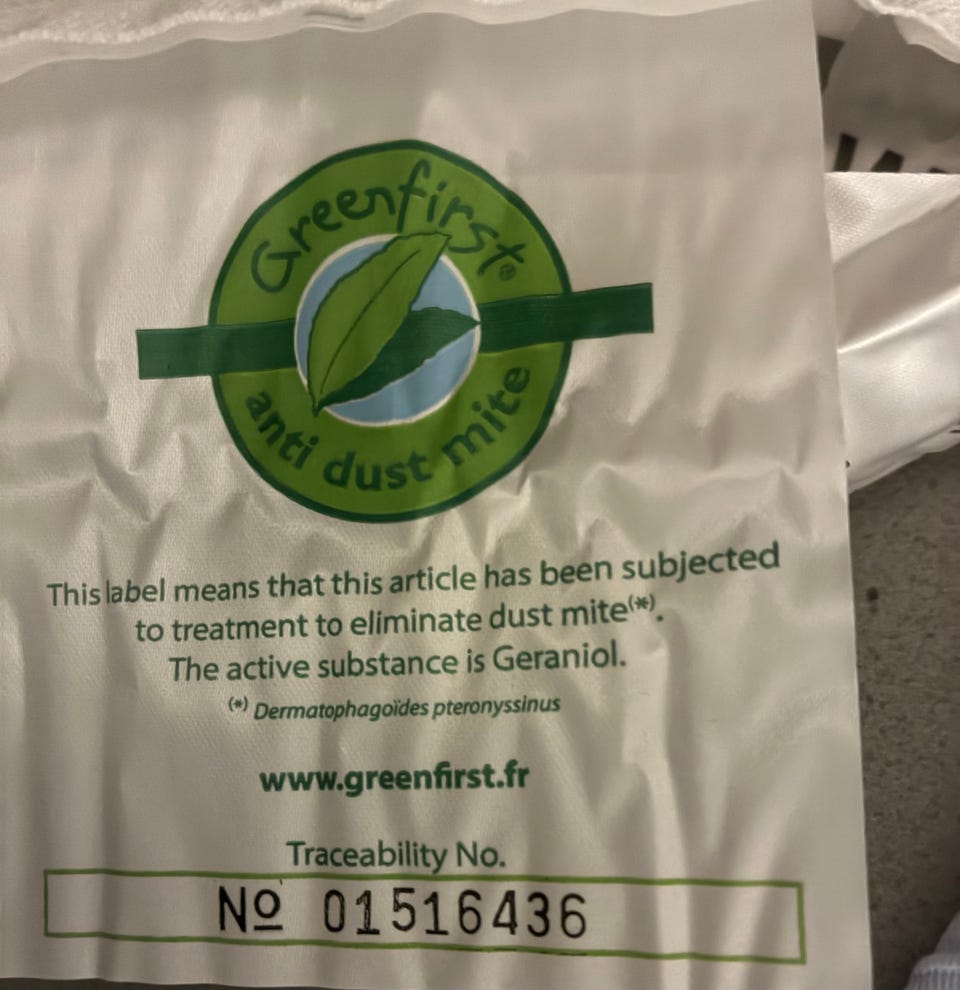 Greenfirst®
anti dust mite
This label means that this article has been subjected
to treatment to eliminate dust mite(*).
The active substance is Geraniol.
(*) Dermatophagoïdes pteronyssinus
www.greenfirst.fr
Traceability No.
Nº 01516436